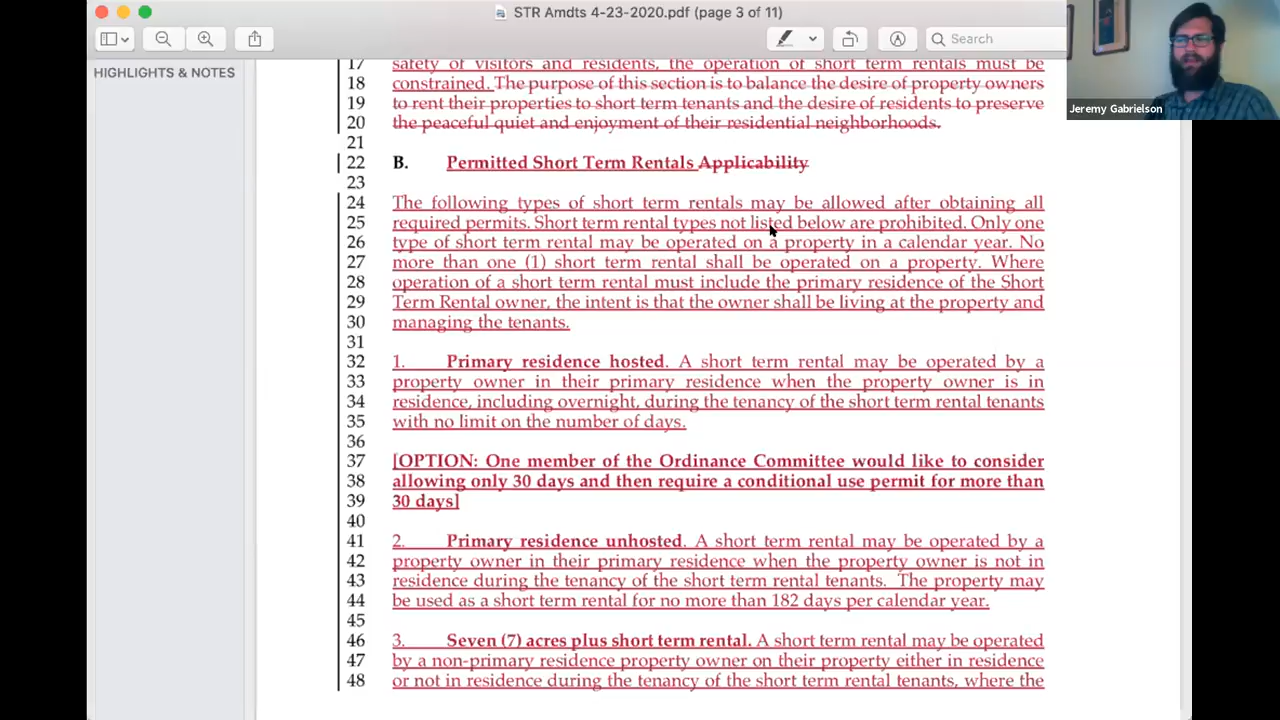 STR Amdts 4-23-2020.pdf (page 3 of 11)
Search
HIGHLIGHTS & NOTES
Jeremy Gabrielson
17 safety of visitors and residents, the operation of short term rentals must be
18 constrained. The purpose of this section is to balance the desire of property owners
19 to rent their properties to short term tenants and the desire of residents to preserve
20 the peaceful quiet and enjoyment of their residential neighborhoods.
21
22 B. Permitted Short Term Rentals Applicability
23
24 The following types of short term rentals may be allowed after obtaining all
25 required permits. Short term rental types not listed below are prohibited. Only one
26 type of short term rental may be operated on a property in a calendar year. No
27 more than one (1) short term rental shall be operated on a property. Where
28 operation of a short term rental must include the primary residence of the Short
29 Term Rental owner, the intent is that the owner shall be living at the property and
30 managing the tenants.
31
32 1. Primary residence hosted. A short term rental may be operated by a
33 property owner in their primary residence when the property owner is in
34 residence, including overnight, during the tenancy of the short term rental tenants
35 with no limit on the number of days.
36
37 [OPTION: One member of the Ordinance Committee would like to consider
38 allowing only 30 days and then require a conditional use permit for more than
39 30 days]
40
41 2. Primary residence unhosted. A short term rental may be operated by a
42 property owner in their primary residence when the property owner is not in
43 residence during the tenancy of the short term rental tenants. The property may
44 be used as a short term rental for no more than 182 days per calendar year.
45
46 3. Seven (7) acres plus short term rental. A short term rental may be operated
47 by a non-primary residence property owner on their property either in residence
48 or not in residence during the tenancy of the short term rental tenants, where the